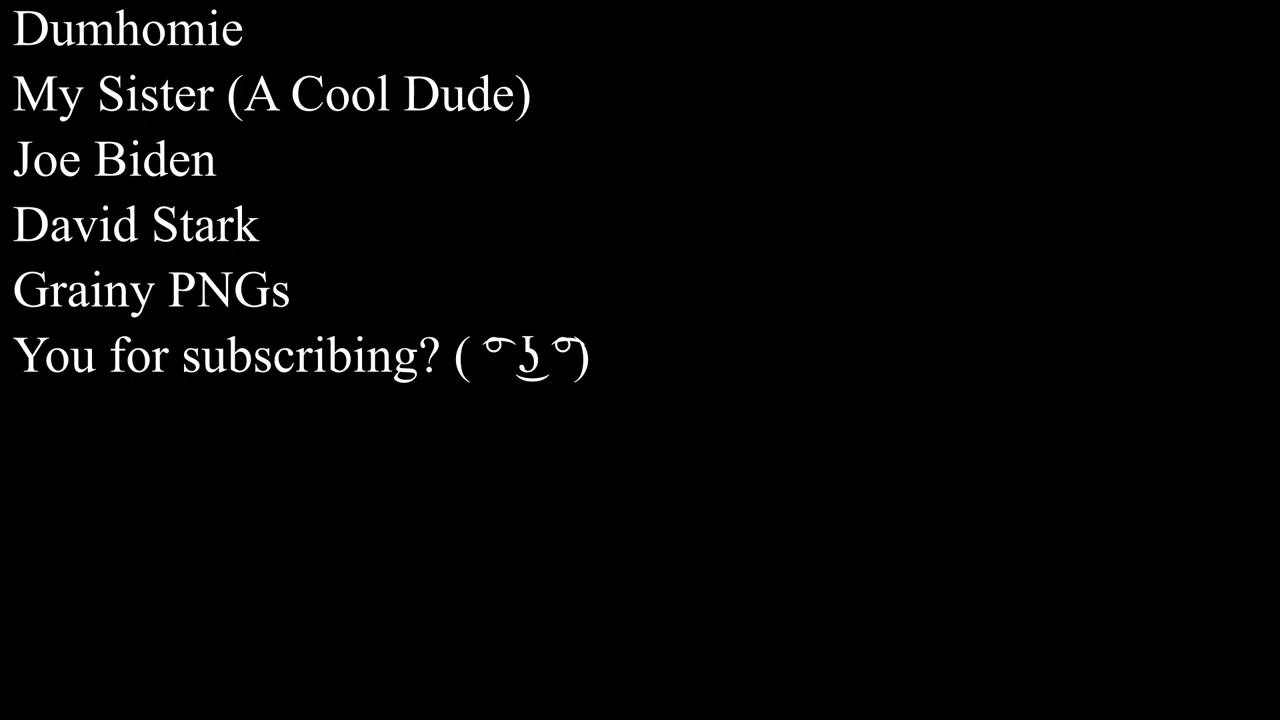 Dumhomie
My Sister (A Cool Dude)
Joe Biden
David Stark
Grainy PNGs
You for subscribing? ( ͡° ͜ʖ ͡°)